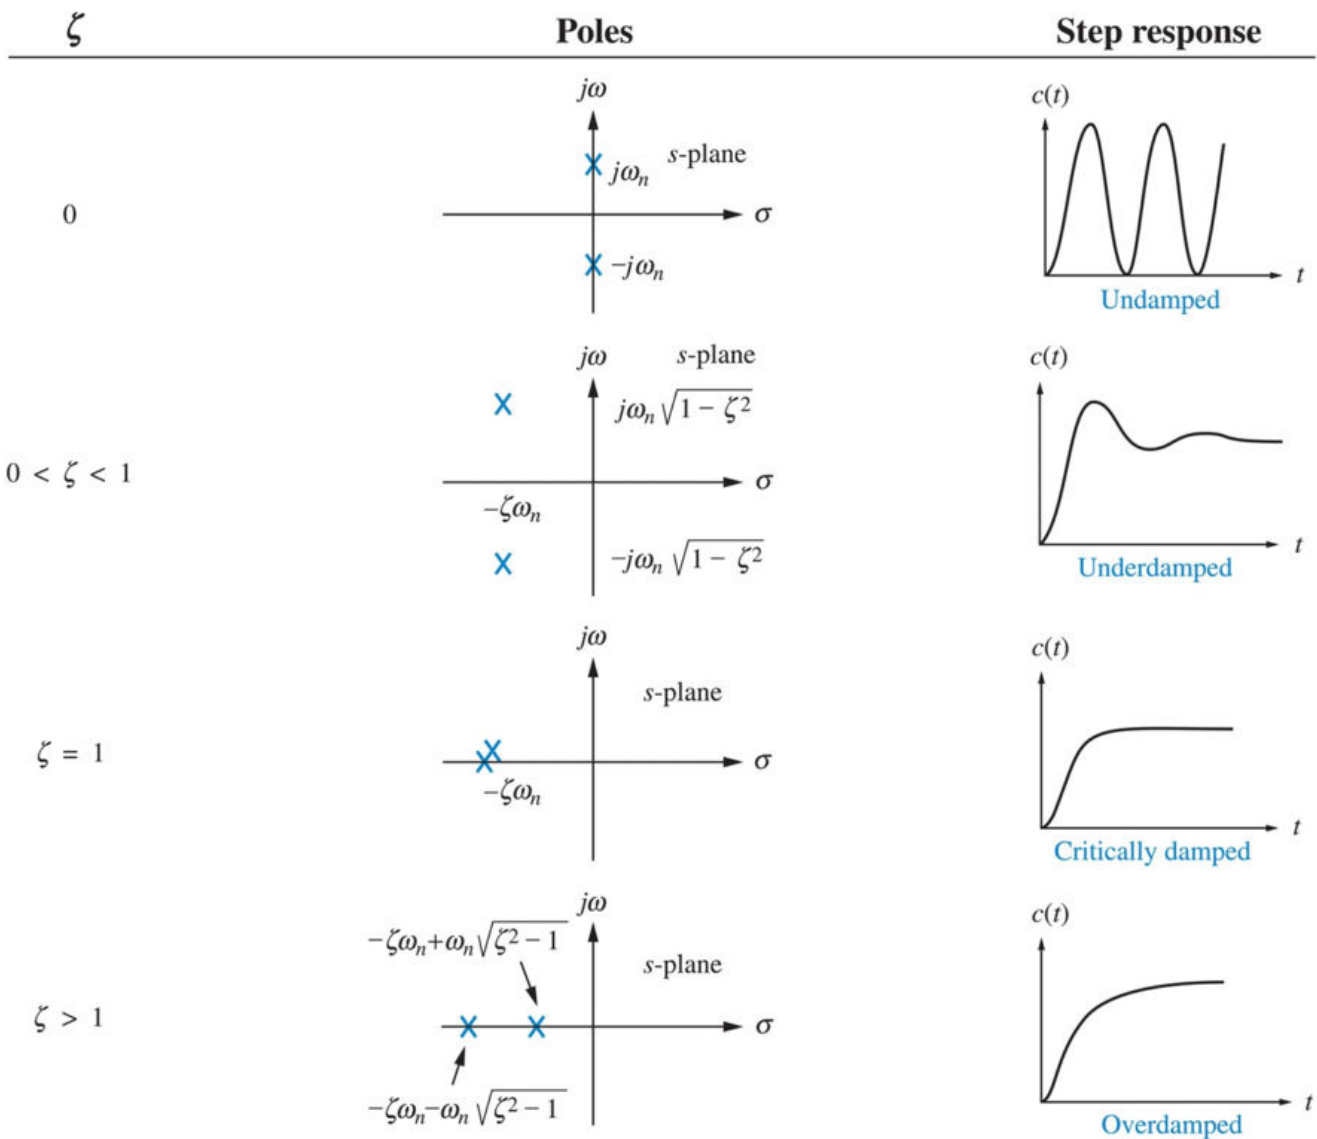 ζ Poles Step response
jω
c(t)
s-plane
jωₙ
0
σ
−jωₙ
t
Undamped
jω s-plane
c(t)
jωₙ√1 − ζ²
0 < ζ < 1
σ
−ζωₙ
−jωₙ√1 − ζ²
t
Underdamped
jω
c(t)
s-plane
ζ = 1
σ
−ζωₙ
t
Critically damped
jω
c(t)
−ζωₙ+ωₙ√ζ² − 1
s-plane
ζ > 1
σ
−ζωₙ−ωₙ√ζ² − 1
t
Overdamped